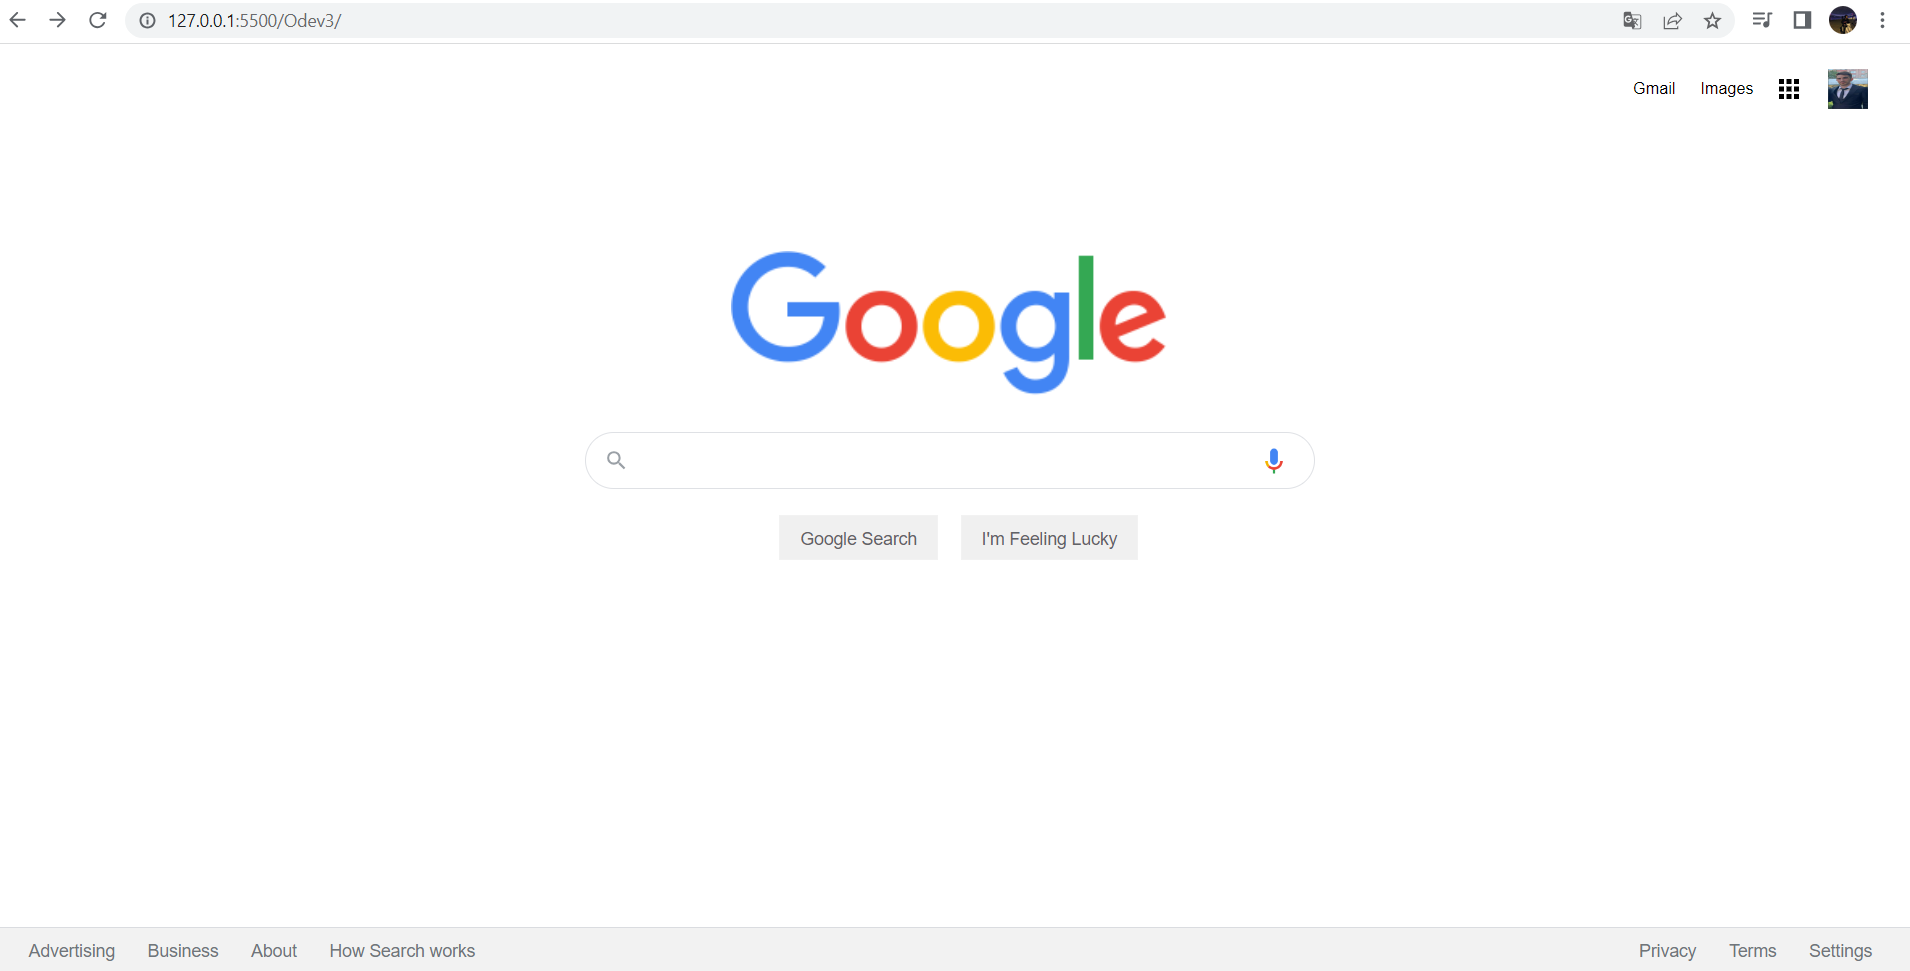 127.0.0.1:5500/Odev3/
Gmail Images
Google
Google Search I'm Feeling Lucky
Advertising Business About How Search works Privacy Terms Settings